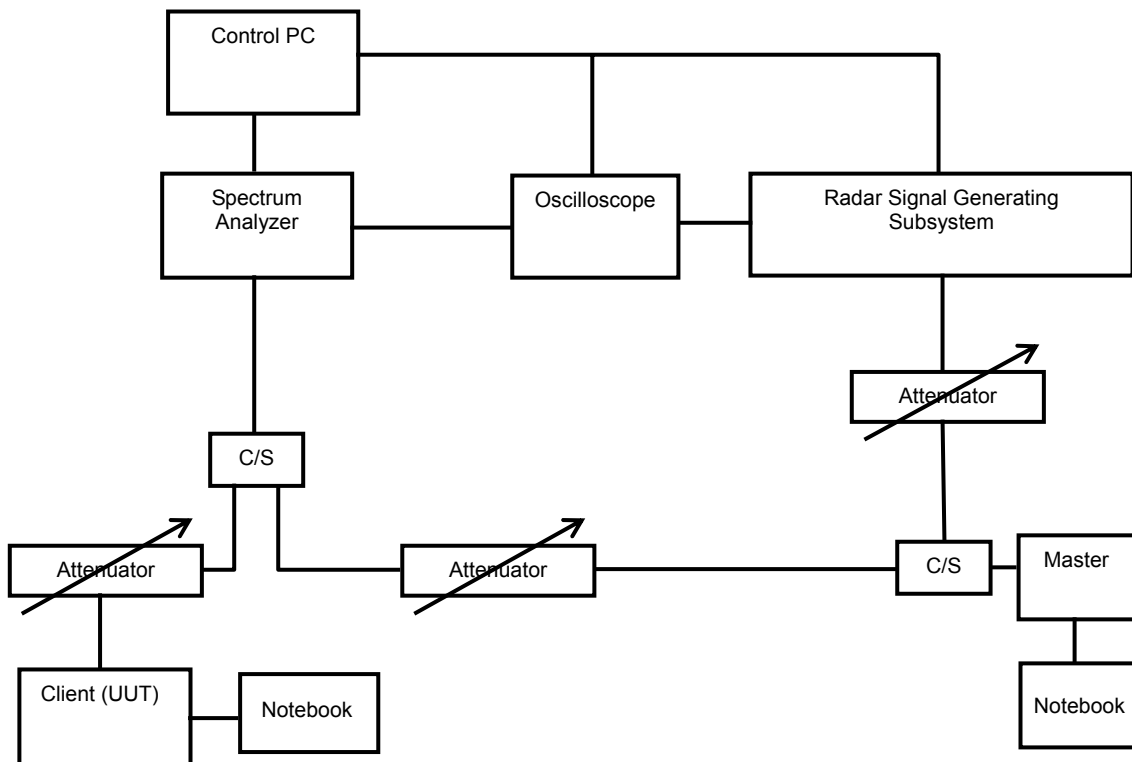 Control PC
Spectrum
Analyzer
Oscilloscope
Radar Signal Generating
Subsystem
Attenuator
C/S
Attenuator
Attenuator
C/S
Master
Client (UUT)
Notebook
Notebook